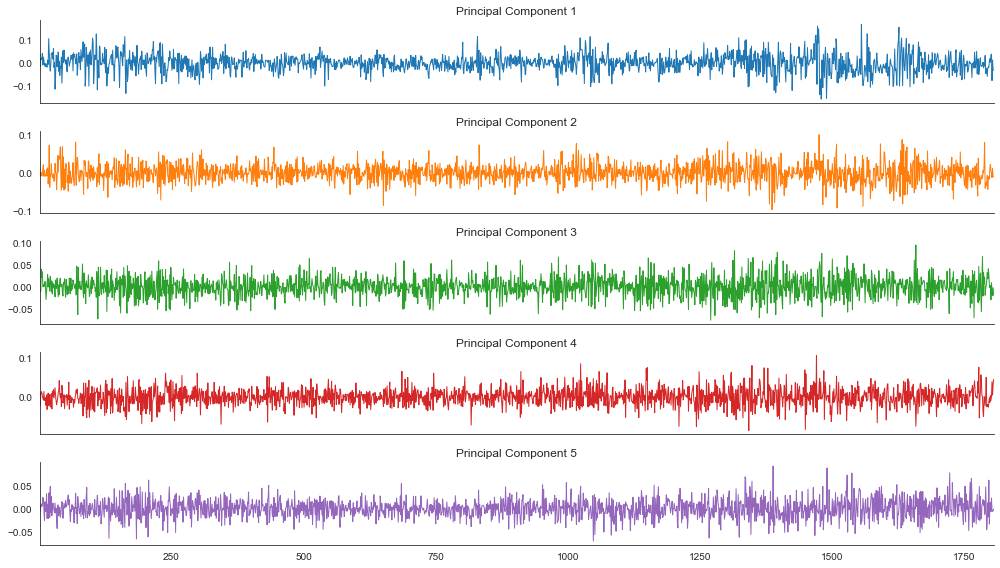 Principal Component 1
0.1
0.0
−0.1
Principal Component 2
0.1
0.0
−0.1
Principal Component 3
0.10
0.05
0.00
−0.05
Principal Component 4
0.1
0.0
Principal Component 5
0.05
0.00
−0.05
250 500 750 1000 1250 1500 1750